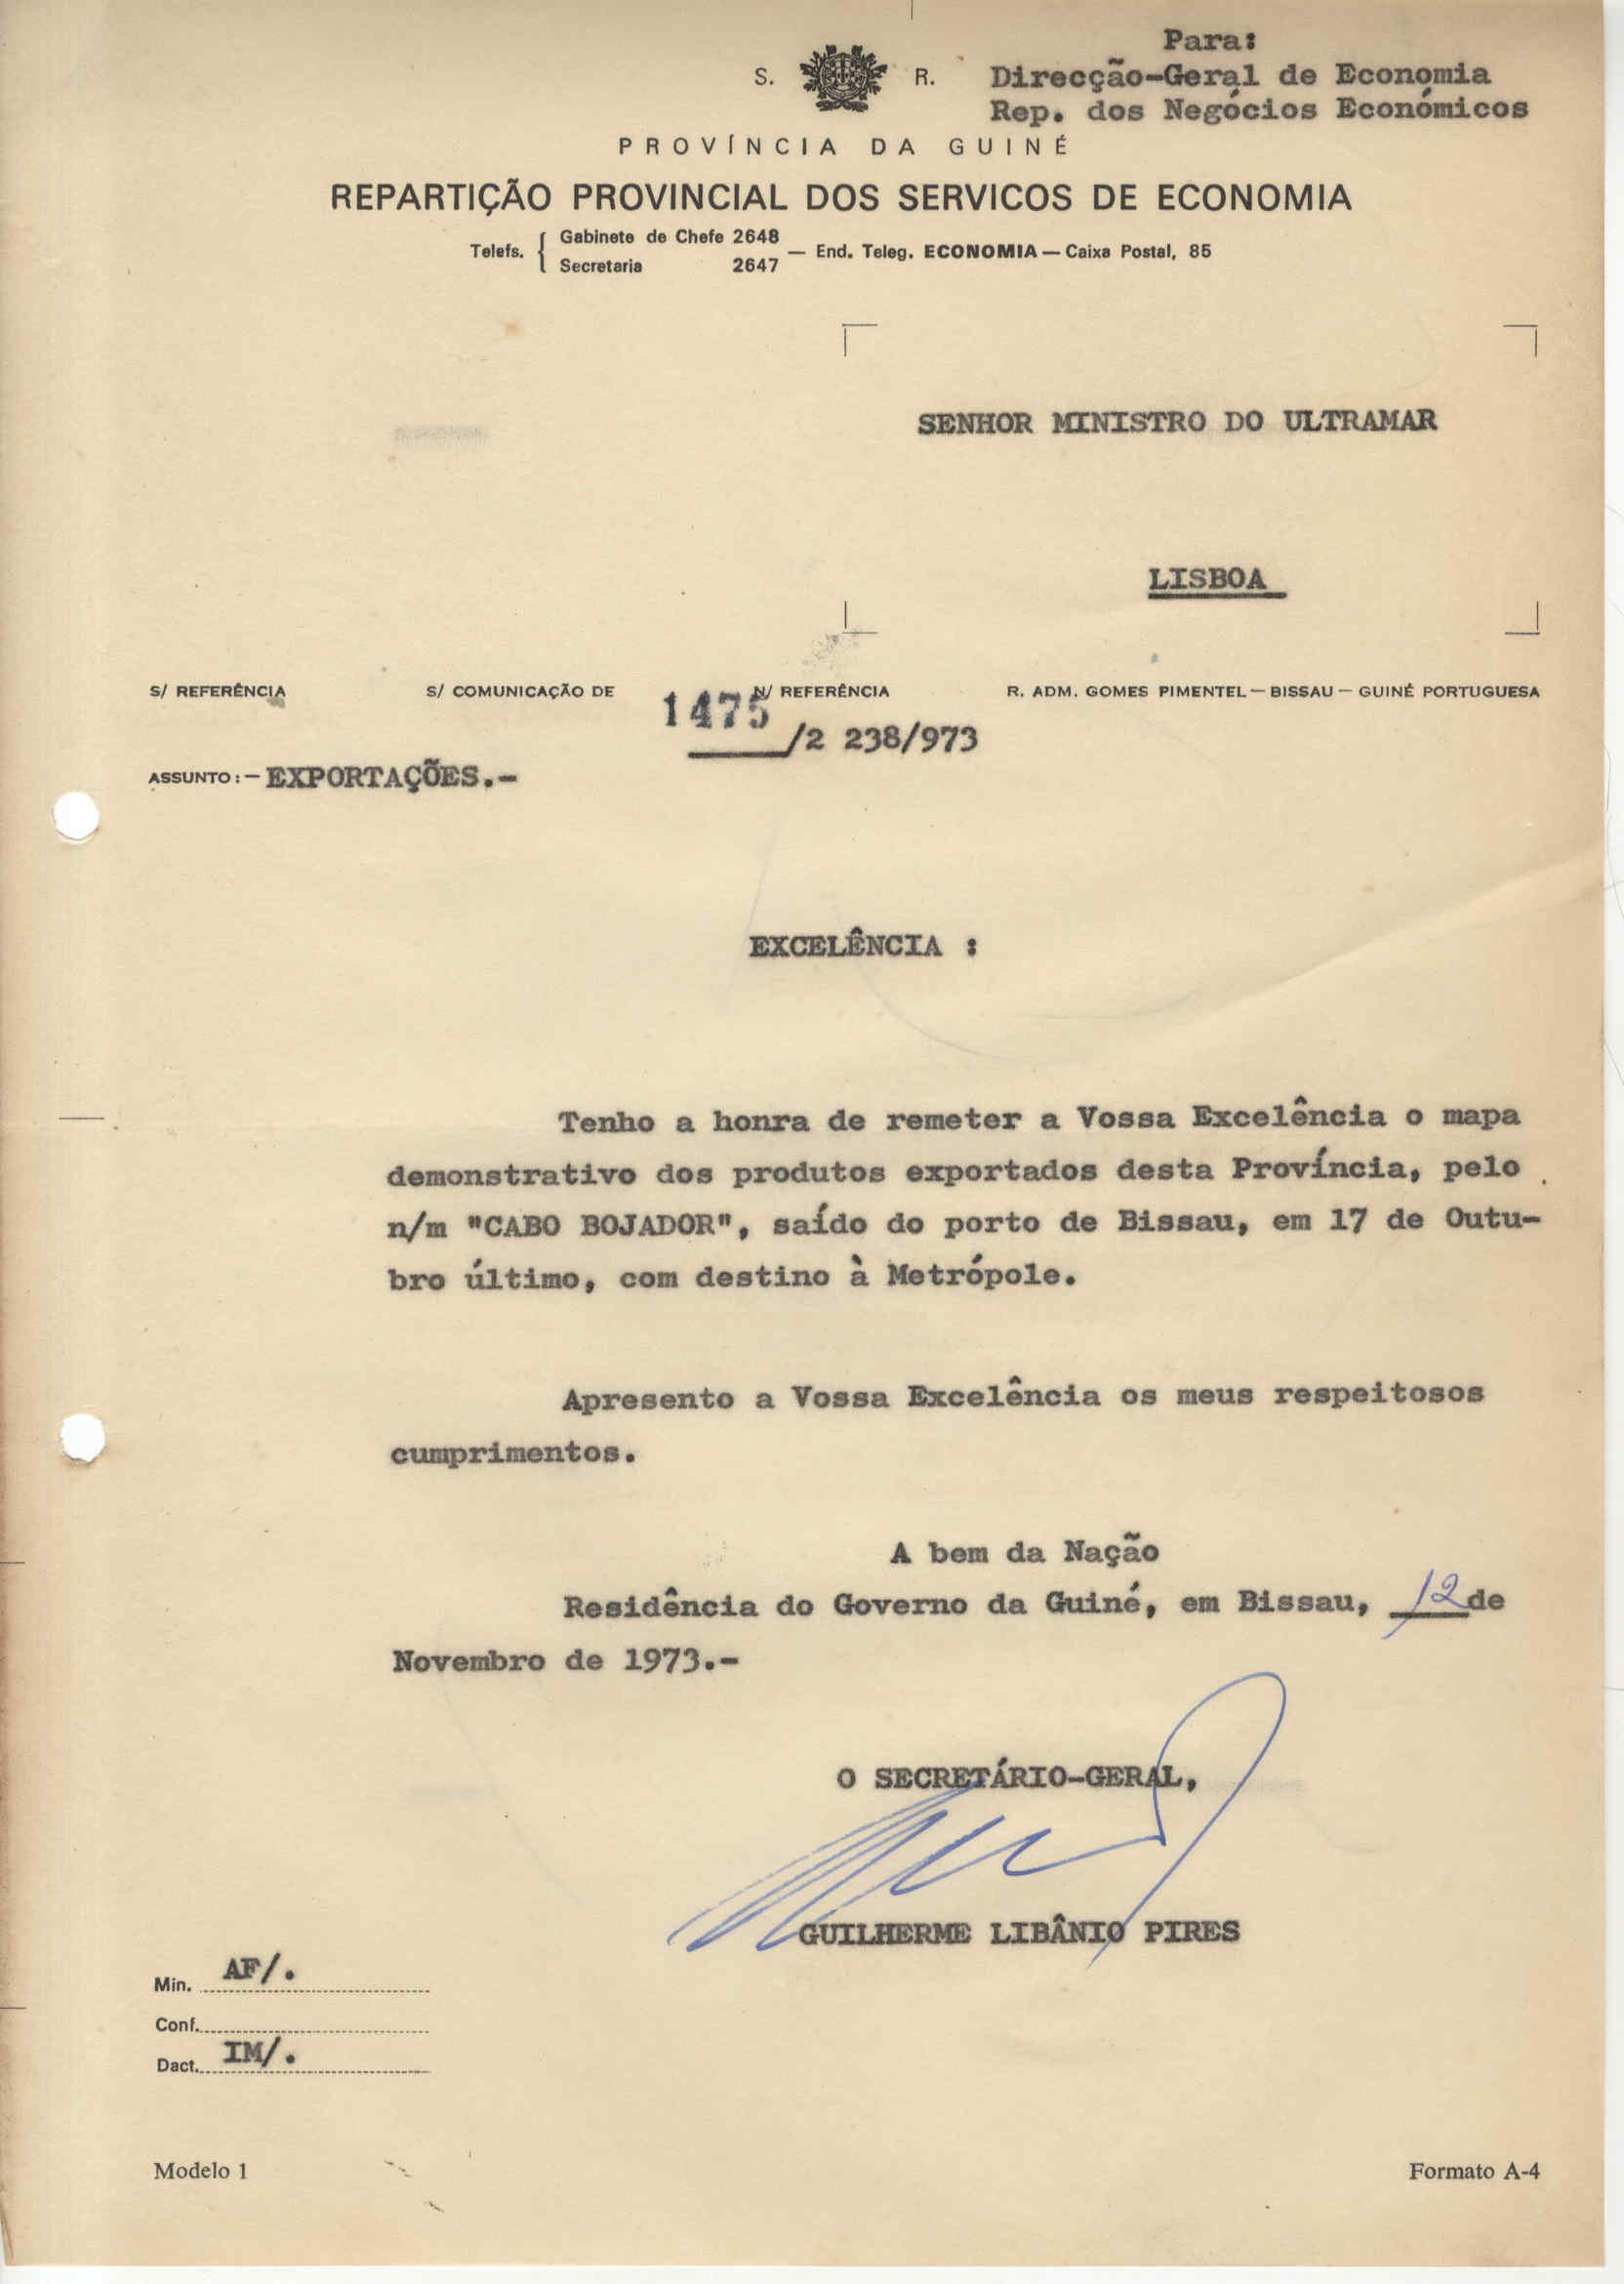 Para:
S. R. Direcção-Geral de Economia
Rep. dos Negócios Económicos
PROVÍNCIA DA GUINÉ
REPARTIÇÃO PROVINCIAL DOS SERVICOS DE ECONOMIA
Telefs. { Gabinete de Chefe 2648
Secretaria 2647 — End. Teleg. ECONOMIA — Caixa Postal, 85
SENHOR MINISTRO DO ULTRAMAR
LISBOA
S/ REFERÊNCIA S/ COMUNICAÇÃO DE N/ REFERÊNCIA R. ADM. GOMES PIMENTEL — BISSAU — GUINÉ PORTUGUESA
1475/2 238/973
ASSUNTO: — EXPORTAÇÕES.-
EXCELÊNCIA :
Tenho a honra de remeter a Vossa Excelência o mapa
demonstrativo dos produtos exportados desta Província, pelo
n/m "CABO BOJADOR", saído do porto de Bissau, em 17 de Outu-
bro último, com destino à Metrópole.
Apresento a Vossa Excelência os meus respeitosos
cumprimentos.
A bem da Nação
Residência do Governo da Guiné, em Bissau, 12 de
Novembro de 1973.-
O SECRETÁRIO-GERAL,
GUILHERME LIBÂNIO PIRES
Min. AF/.
Conf.
Dact. IM/.
Modelo 1 Formato A-4